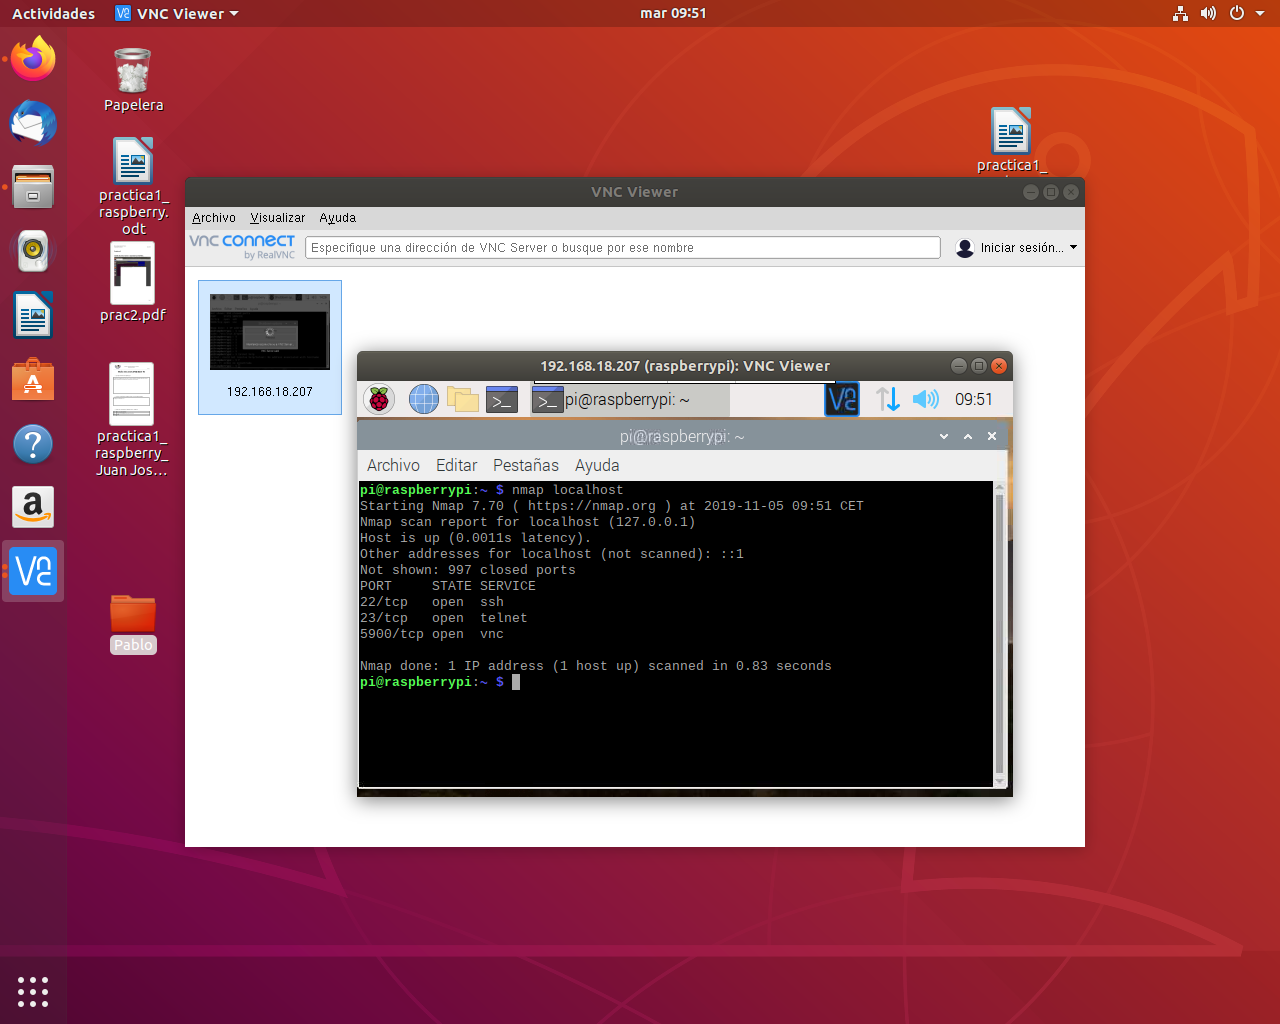 Actividades
VNC Viewer
mar 09:51
Papelera
practica1_
raspberry.
odt
prac2.pdf
practica1_
raspberry_
Juan Jos...
Pablo
practica1_
VNC Viewer
Archivo Visualizar Ayuda
vnc connect
by RealVNC
Especifique una dirección de VNC Server o busque por ese nombre
Iniciar sesión...
192.168.18.207
192.168.18.207 (raspberrypi): VNC Viewer
pi@raspberrypi: ~
09:51
pi@raspberrypi: ~
Archivo Editar Pestañas Ayuda
pi@raspberrypi:~ $ nmap localhost
Starting Nmap 7.70 ( https://nmap.org ) at 2019-11-05 09:51 CET
Nmap scan report for localhost (127.0.0.1)
Host is up (0.0011s latency).
Other addresses for localhost (not scanned): ::1
Not shown: 997 closed ports
PORT     STATE SERVICE
22/tcp   open  ssh
23/tcp   open  telnet
5900/tcp open  vnc
Nmap done: 1 IP address (1 host up) scanned in 0.83 seconds
pi@raspberrypi:~ $